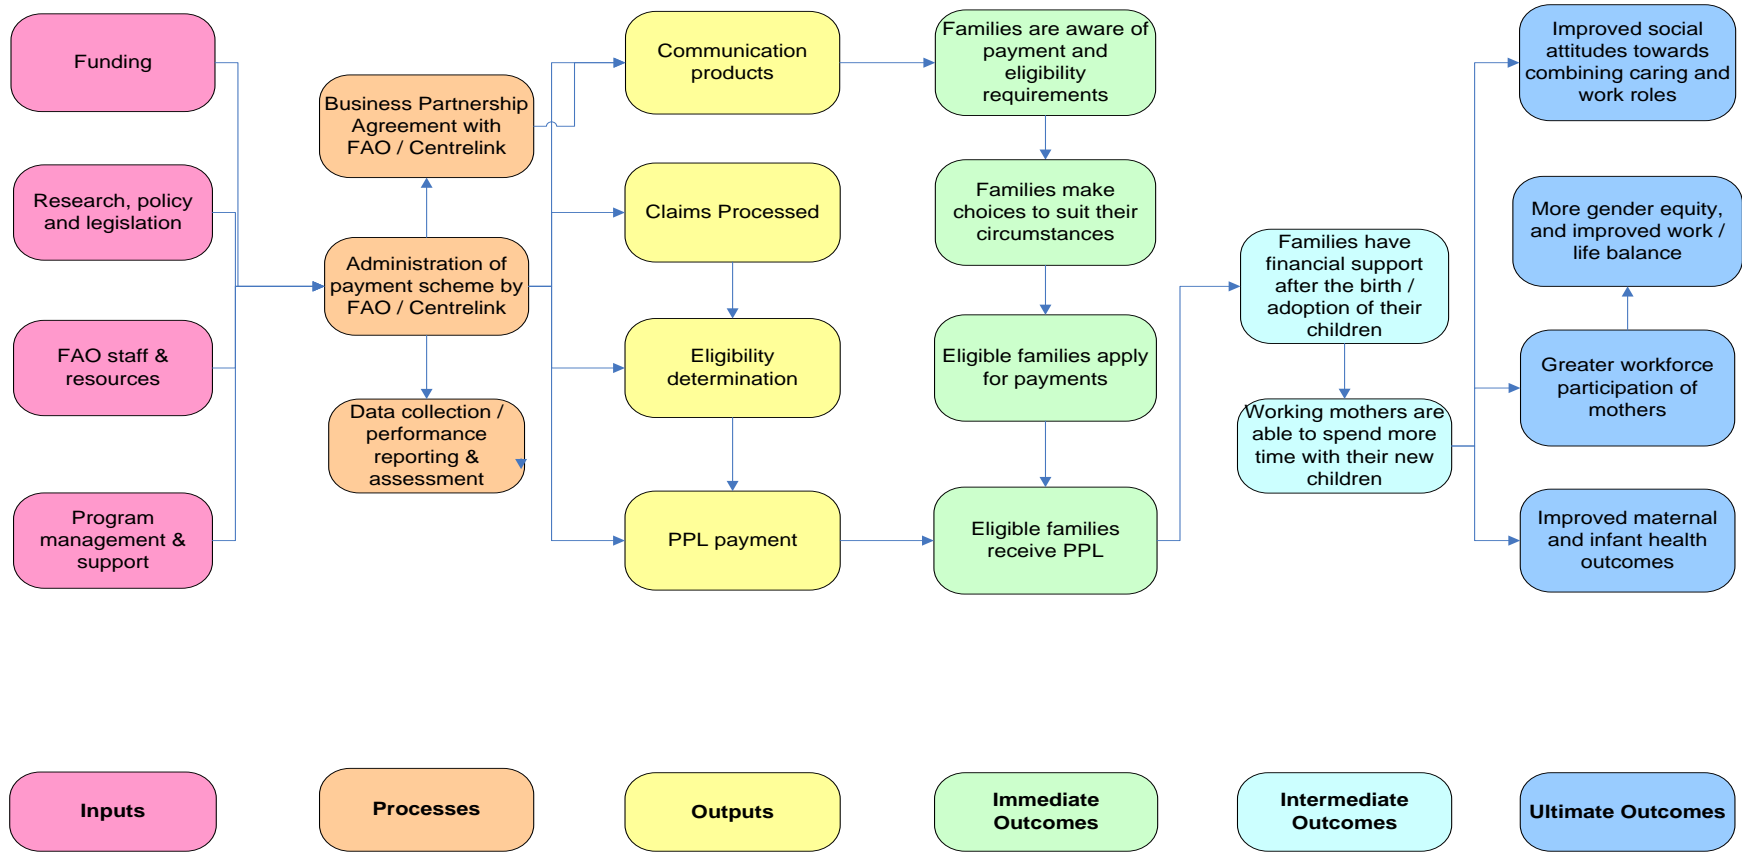 Funding
Research, policy
and legislation
FAO staff &
resources
Program
management &
support
Business Partnership
Agreement with
FAO / Centrelink
Administration of
payment scheme by
FAO / Centrelink
Data collection /
performance
reporting &
assessment
Communication
products
Claims Processed
Eligibility
determination
PPL payment
Families are aware of
payment and
eligibility
requirements
Families make
choices to suit their
circumstances
Eligible families apply
for payments
Eligible families
receive PPL
Families have
financial support
after the birth /
adoption of their
children
Working mothers are
able to spend more
time with their new
children
Improved social
attitudes towards
combining caring and
work roles
More gender equity,
and improved work /
life balance
Greater workforce
participation of
mothers
Improved maternal
and infant health
outcomes
Inputs
Processes
Outputs
Immediate
Outcomes
Intermediate
Outcomes
Ultimate Outcomes